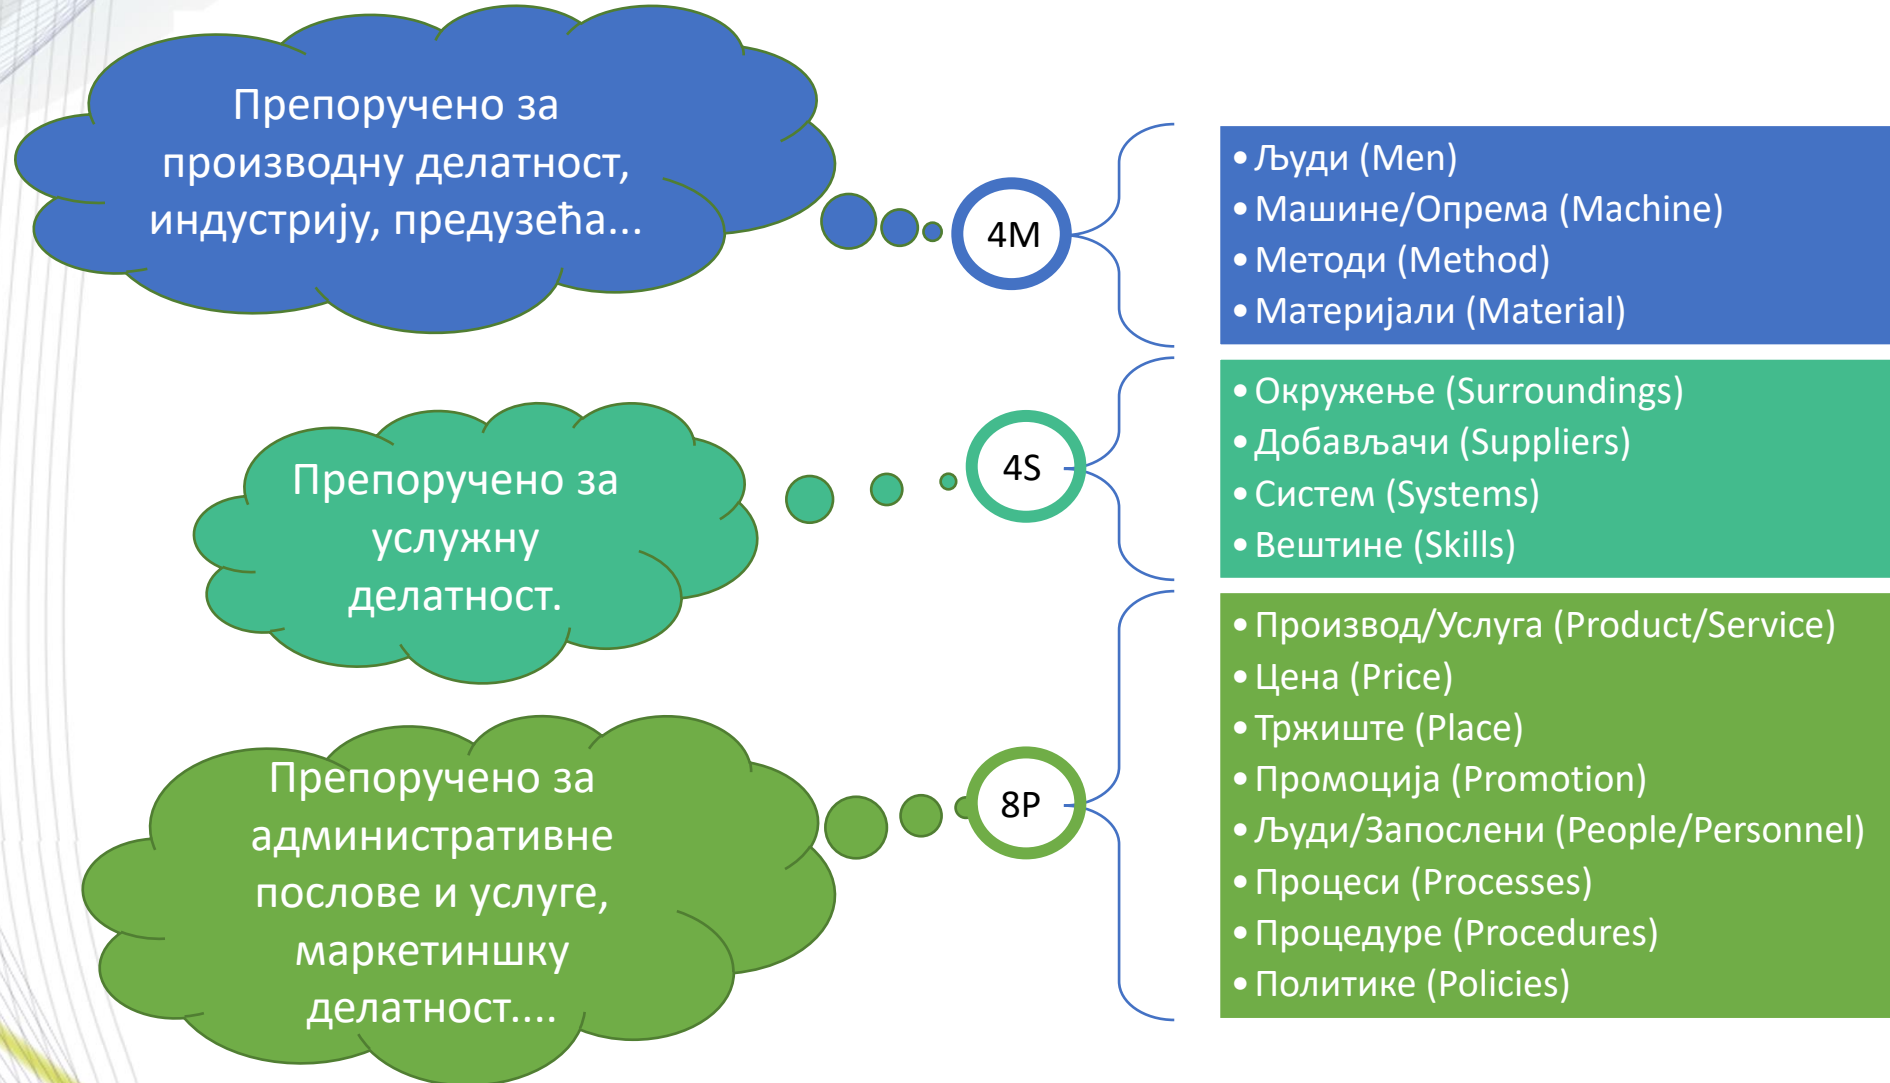 Препоручено за
производну делатност,
индустрију, предузећа...
4M
•Људи (Men)
•Машине/Опрема (Machine)
•Методи (Method)
•Материјали (Material)
Препоручено за
услужну
делатност.
4S
•Окружење (Surroundings)
•Добављачи (Suppliers)
•Систем (Systems)
•Вештине (Skills)
Препоручено за
административне
послове и услуге,
маркетиншку
делатност....
8P
•Производ/Услуга (Product/Service)
•Цена (Price)
•Тржиште (Place)
•Промоција (Promotion)
•Људи/Запослени (People/Personnel)
•Процеси (Processes)
•Процедуре (Procedures)
•Политике (Policies)